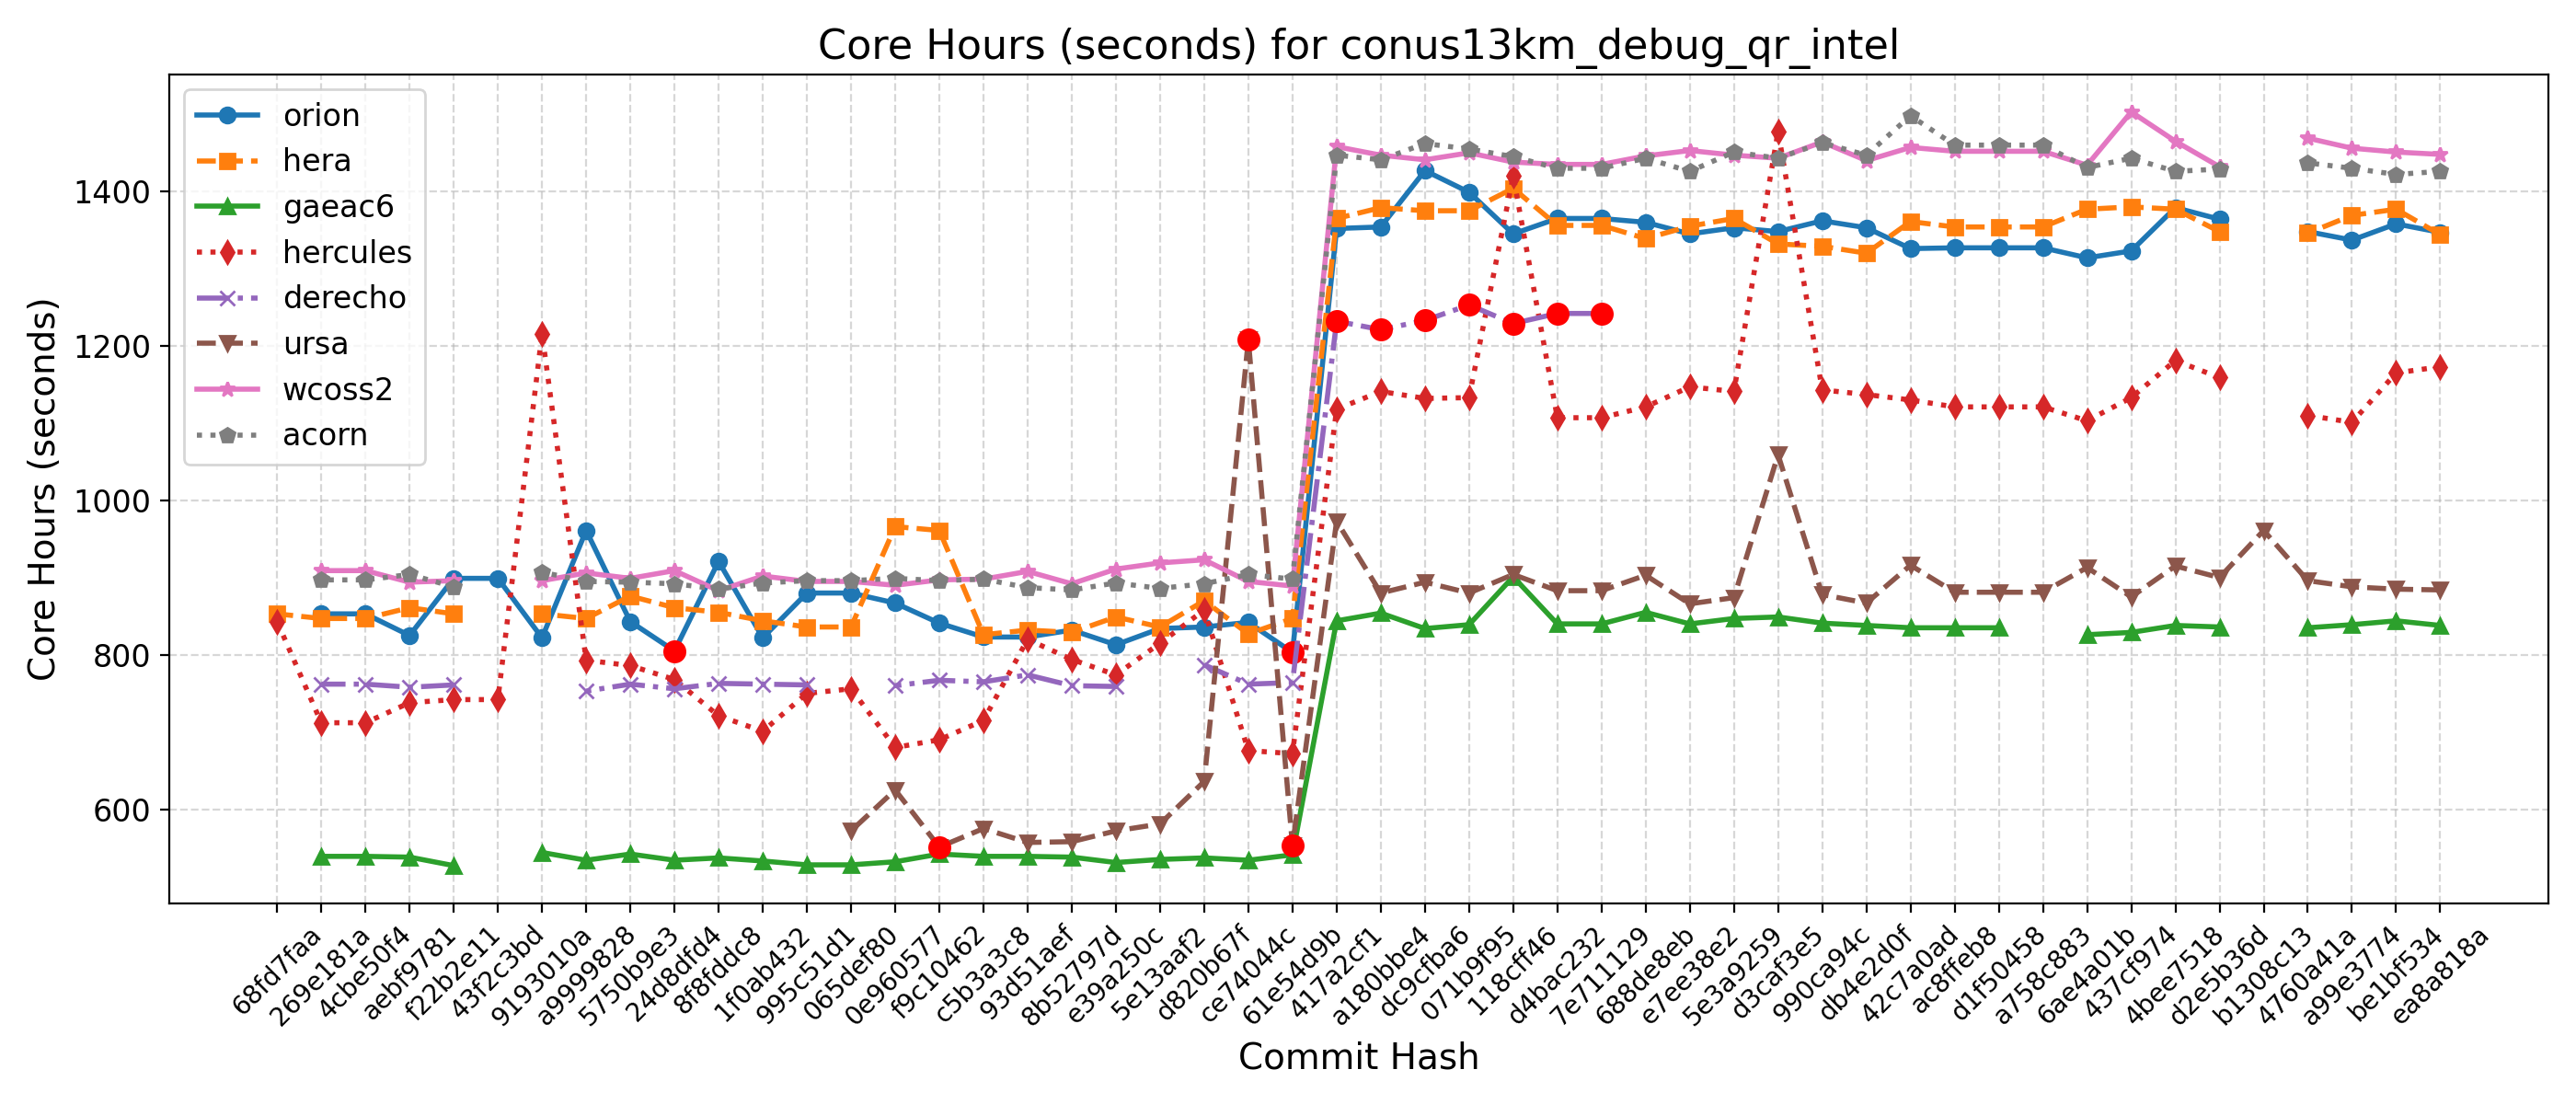 Core Hours (seconds) for conus13km_debug_qr_intel
orion
hera
gaeac6
hercules
derecho
ursa
wcoss2
acorn
Core Hours (seconds)
1400
1200
1000
800
600
68fd7faa
269e181a
4cbe50f4
aebf9781
f22b2e11
43f2c3bd
9193010a
a9999828
5750b9e3
24d8dfd4
8f8fddc8
1f0ab432
995c51d1
065def80
0e960577
f9c10462
c5b3a3c8
93d51aef
8b52797d
e39a250c
5e13aaf2
d820b67f
ce74044c
61e54d9b
417a2cf1
a180bbe4
dc9cfba6
071b9f95
118cff46
d4bac232
7e711129
688de8eb
e7ee38e2
5e3a9259
d3caf3e5
990ca94c
db4e2d0f
42c7a0ad
ac8ffeb8
d1f50458
a758c883
6ae4a01b
437cf974
4bee7518
d2e5b36d
b1308c13
4760a41a
a99e3774
be1bf534
ea8a818a
Commit Hash